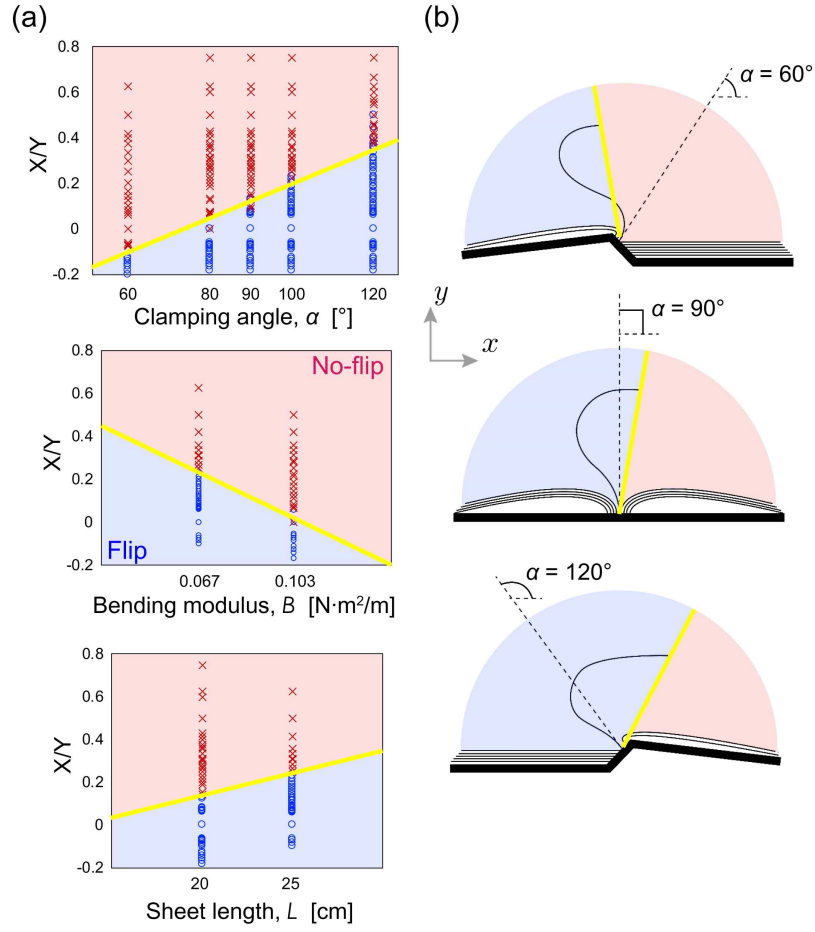 (a)
0.8
0.6
0.4
0.2
0
-0.2
X/Y
60
80
90
100
120
Clamping angle, α [°]
0.8
0.6
0.4
0.2
0
-0.2
X/Y
No-flip
Flip
0.067
0.103
Bending modulus, B [N·m²/m]
0.8
0.6
0.4
0.2
0
-0.2
X/Y
20
25
Sheet length, L [cm]
(b)
α = 60°
y
x
α = 90°
α = 120°